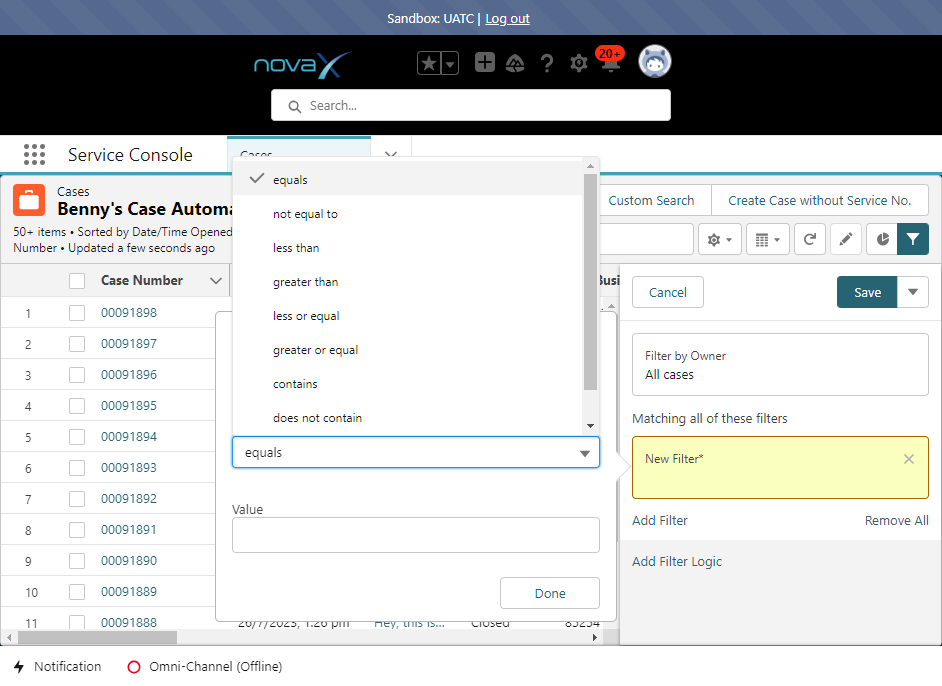 Sandbox: UATC | Log out
novaX
20+
Search...
Service Console
Cases
Cases
Benny's Case Automa
50+ items • Sorted by Date/Time Opened
Number • Updated a few seconds ago
Custom Search
Create Case without Service No.
Case Number
Busi
1 00091898
2 00091897
3 00091896
4 00091895
5 00091894
6 00091893
7 00091892
8 00091891
9 00091890
10 00091889
11 00091888 26/7/2023, 1:26 pm Hey, this is... Closed 85254
equals
not equal to
less than
greater than
less or equal
greater or equal
contains
does not contain
equals
Value
Done
Cancel
Save
Filter by Owner
All cases
Matching all of these filters
New Filter*
Add Filter
Remove All
Add Filter Logic
Notification
Omni-Channel (Offline)